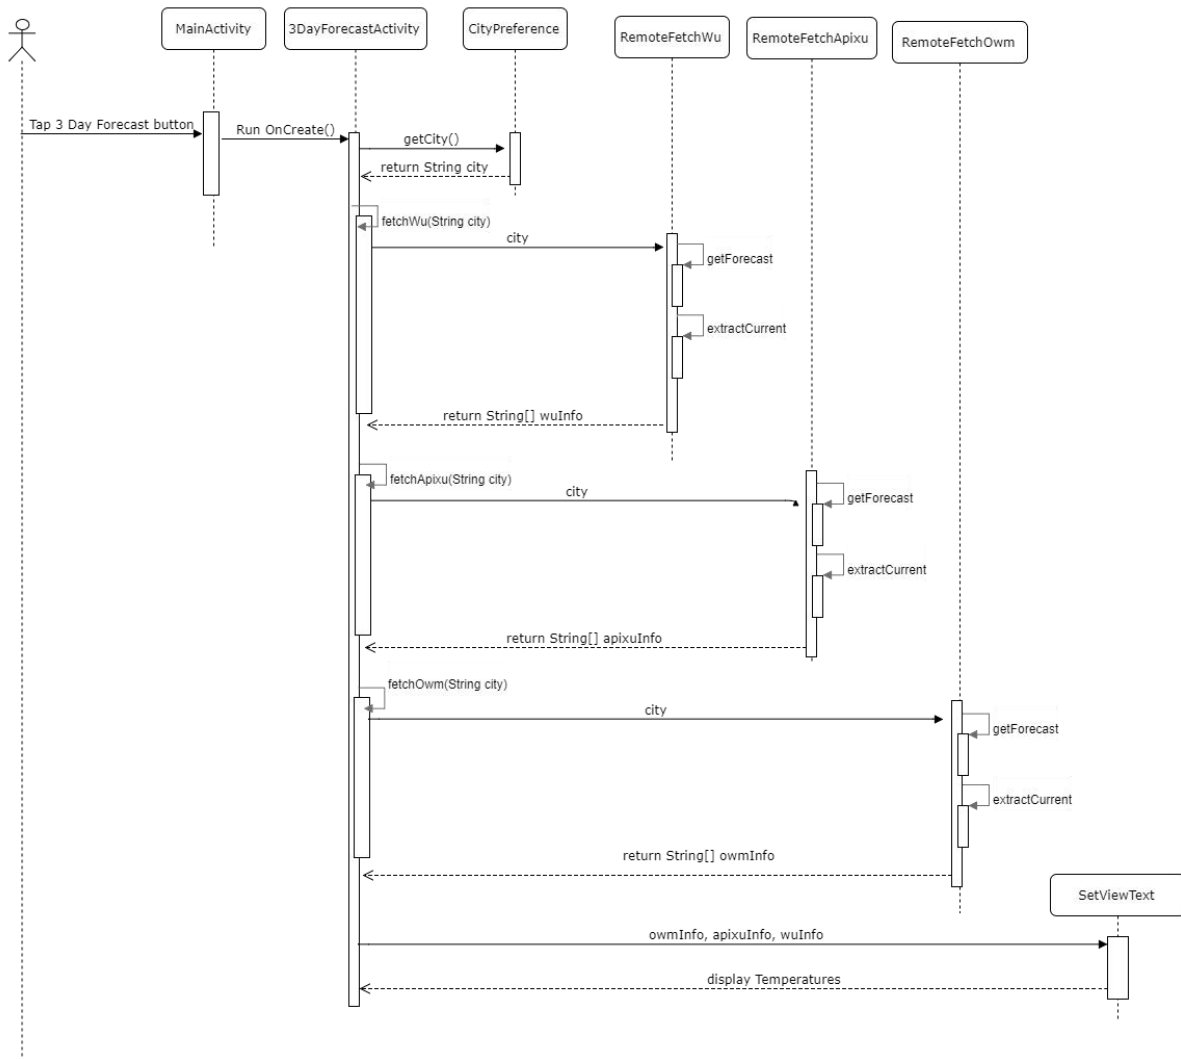 MainActivity
3DayForecastActivity
CityPreference
RemoteFetchWu
RemoteFetchApixu
RemoteFetchOwm
Tap 3 Day Forecast button
Run OnCreate()
getCity()
return String city
fetchWu(String city)
city
getForecast
extractCurrent
return String[] wuInfo
fetchApixu(String city)
city
getForecast
extractCurrent
return String[] apixuInfo
fetchOwm(String city)
city
getForecast
extractCurrent
return String[] owmInfo
SetViewText
owmInfo, apixuInfo, wuInfo
display Temperatures